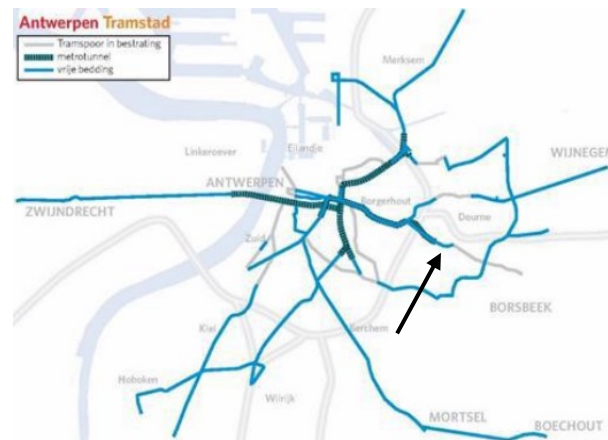 Antwerpen Tramstad
Tramspoor in bestrating
metrotunnel
vrije bedding
Merksem
Linkeroever
Eilandje
WIJNEGEM
ANTWERPEN
Borgerhout
ZWIJNDRECHT
Deurne
Zuid
BORSBEEK
Kiel
Berchem
Hoboken
Wilrijk
MORTSEL
BOECHOUT